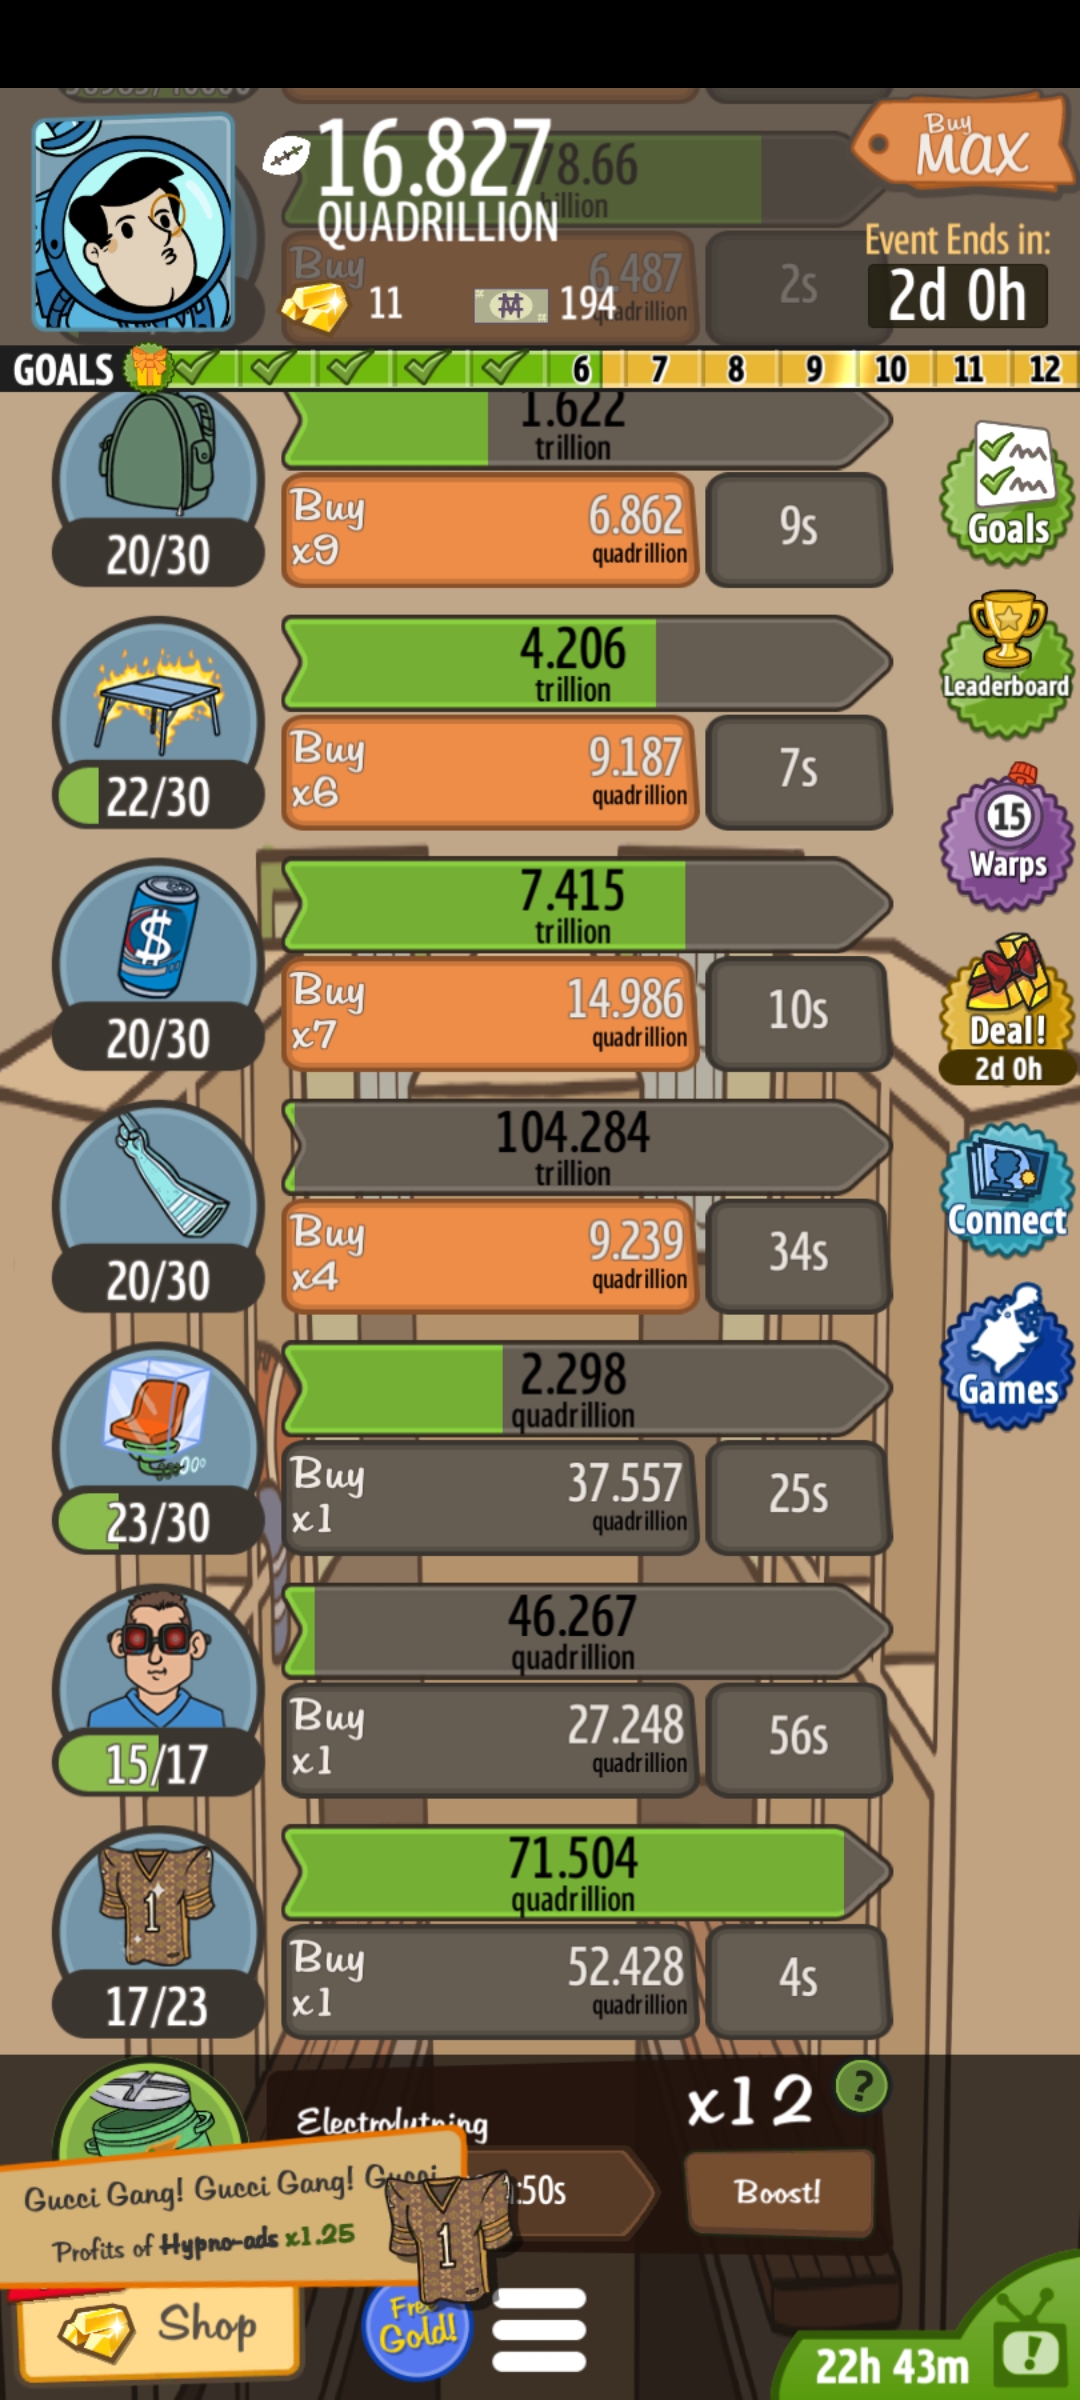 16.827
QUADRILLION
11
194
Buy
MAX
Event Ends in:
2d 0h
78.66
billion
Buy
6.487
quadrillion
2s
GOALS
6
7
8
9
10
11
12
1.622
trillion
20/30
Buy
x9
6.862
quadrillion
9s
Goals
4.206
trillion
22/30
Buy
x6
9.187
quadrillion
7s
Leaderboard
15
Warps
7.415
trillion
$
20/30
Buy
x7
14.986
quadrillion
10s
Deal!
2d 0h
104.284
trillion
20/30
Buy
x4
9.239
quadrillion
34s
Connect
2.298
quadrillion
23/30
Buy
x1
37.557
quadrillion
25s
Games
46.267
quadrillion
15/17
Buy
x1
27.248
quadrillion
56s
71.504
quadrillion
1
17/23
Buy
x1
52.428
quadrillion
4s
x12
?
:50s
Boost!
Gucci Gang! Gucci Gang! Gucci
Profits of Hypno-ads x1.25
1
Shop
Free
Gold!
22h 43m
!